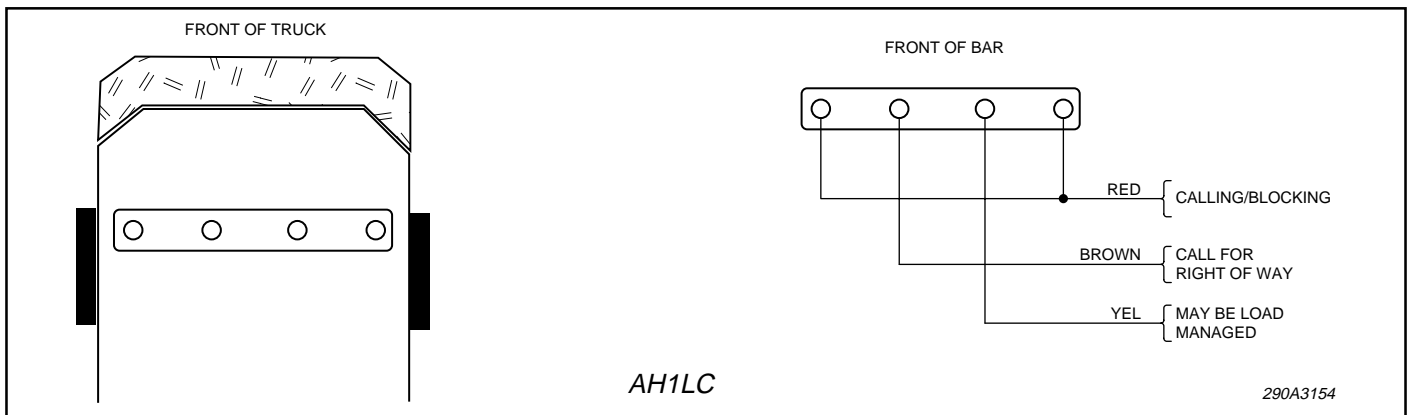 FRONT OF TRUCK
FRONT OF BAR
RED
CALLING/BLOCKING
BROWN
CALL FOR
RIGHT OF WAY
YEL
MAY BE LOAD
MANAGED
AH1LC
290A3154